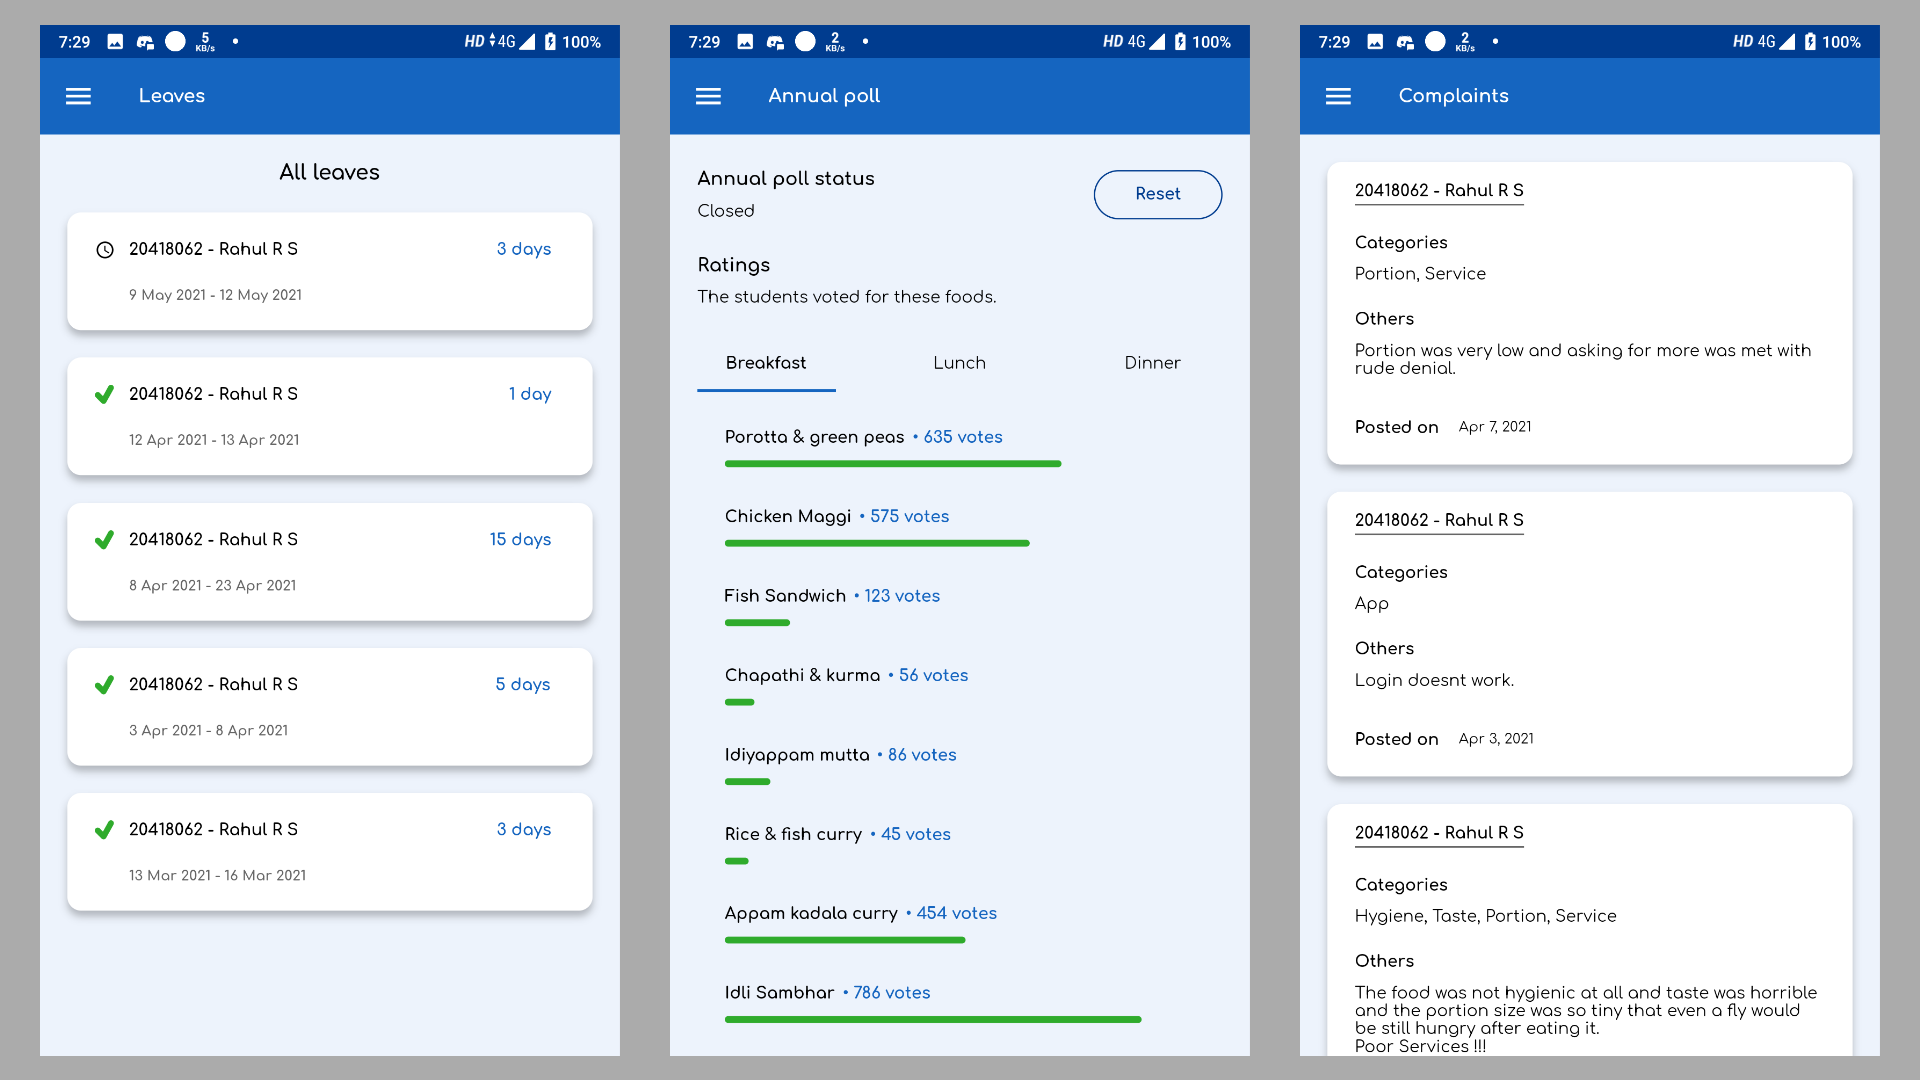 7:29 5 KB/s HD 4G 100%
Leaves
All leaves
20418062 - Rahul R S 3 days
9 May 2021 - 12 May 2021
20418062 - Rahul R S 1 day
12 Apr 2021 - 13 Apr 2021
20418062 - Rahul R S 15 days
8 Apr 2021 - 23 Apr 2021
20418062 - Rahul R S 5 days
3 Apr 2021 - 8 Apr 2021
20418062 - Rahul R S 3 days
13 Mar 2021 - 16 Mar 2021
7:29 2 KB/s HD 4G 100%
Annual poll
Annual poll status
Closed
Reset
Ratings
The students voted for these foods.
Breakfast Lunch Dinner
Porotta & green peas • 635 votes
Chicken Maggi • 575 votes
Fish Sandwich • 123 votes
Chapathi & kurma • 56 votes
Idiyappam mutta • 86 votes
Rice & fish curry • 45 votes
Appam kadala curry • 454 votes
Idli Sambhar • 786 votes
7:29 2 KB/s HD 4G 100%
Complaints
20418062 - Rahul R S
Categories
Portion, Service
Others
Portion was very low and asking for more was met with
rude denial.
Posted on Apr 7, 2021
20418062 - Rahul R S
Categories
App
Others
Login doesnt work.
Posted on Apr 3, 2021
20418062 - Rahul R S
Categories
Hygiene, Taste, Portion, Service
Others
The food was not hygienic at all and taste was horrible
and the portion size was so tiny that even a fly would
be still hungry after eating it.
Poor Services !!!